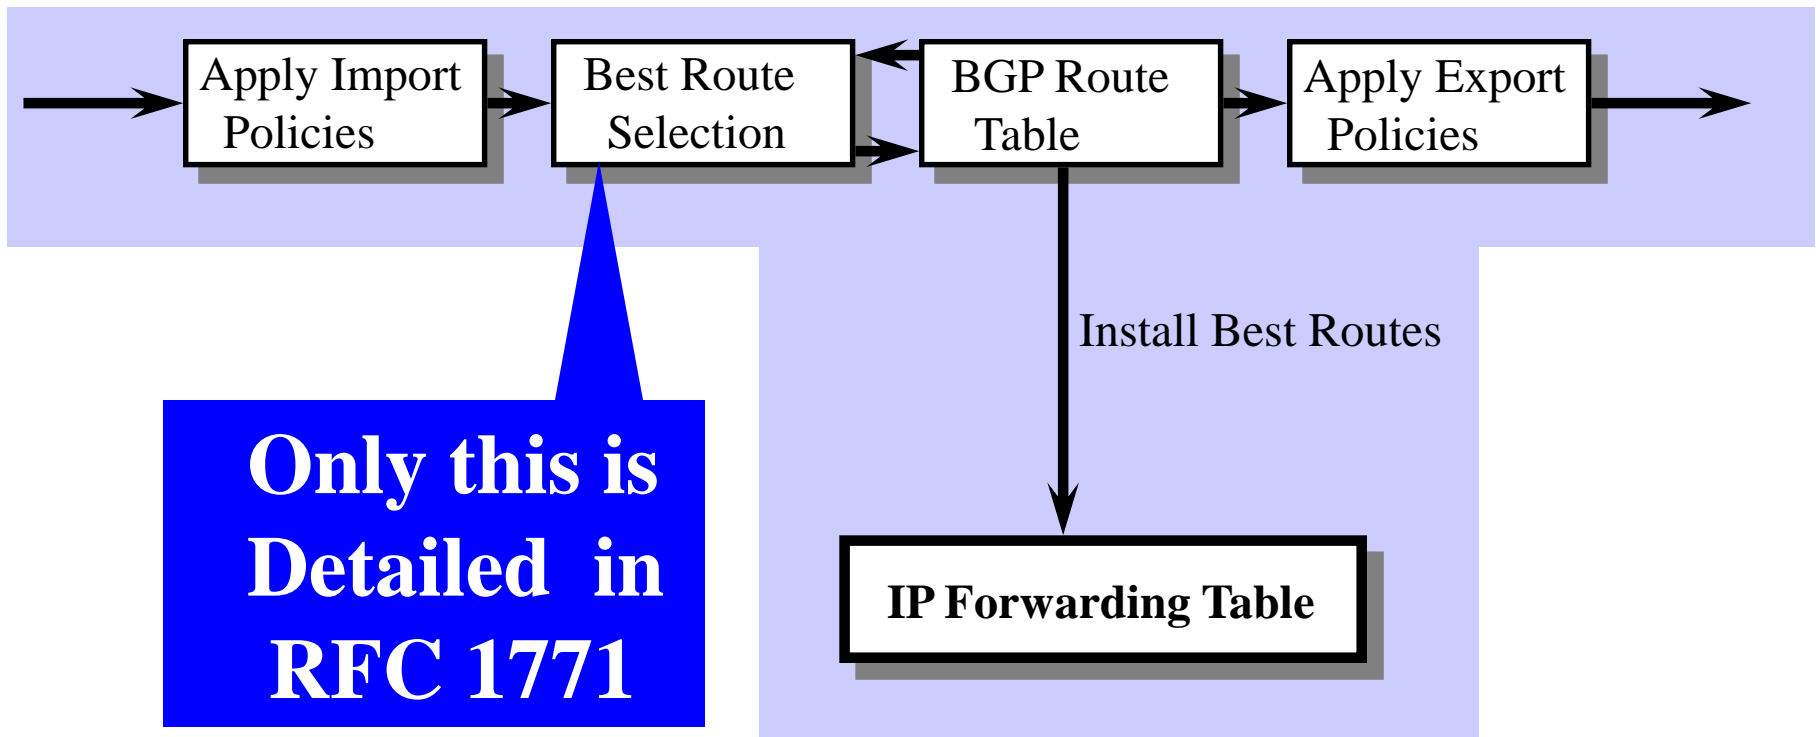 Apply Import
Policies
Best Route
Selection
BGP Route
Table
Apply Export
Policies
Install Best Routes
Only this is
Detailed in
RFC 1771
IP Forwarding Table